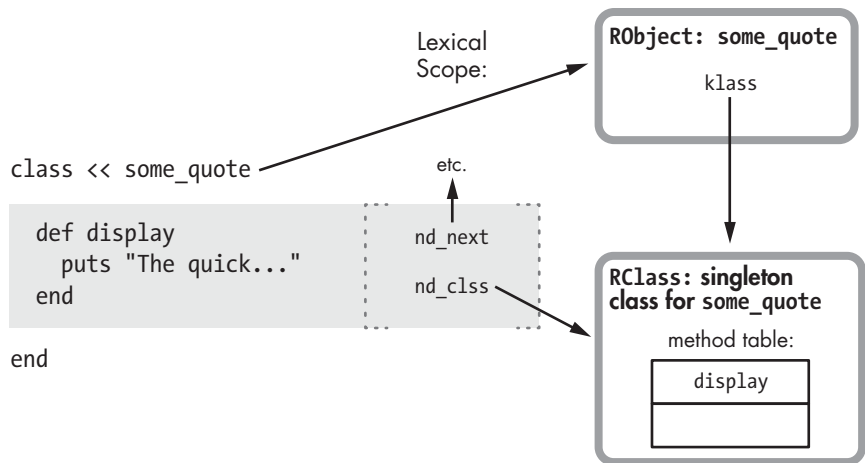 Lexical
Scope:
RObject: some_quote
klass
class << some_quote
etc.
def display
puts "The quick..."
end
nd_next
nd_clss
end
RClass: singleton
class for some_quote
method table:
display